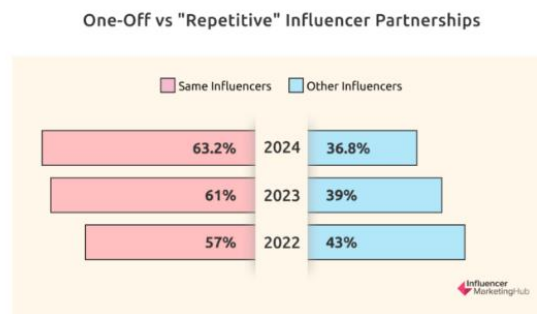 One-Off vs "Repetitive" Influencer Partnerships
Same Influencers Other Influencers
63.2% 2024 36.8%
61% 2023 39%
57% 2022 43%
Influencer
MarketingHub